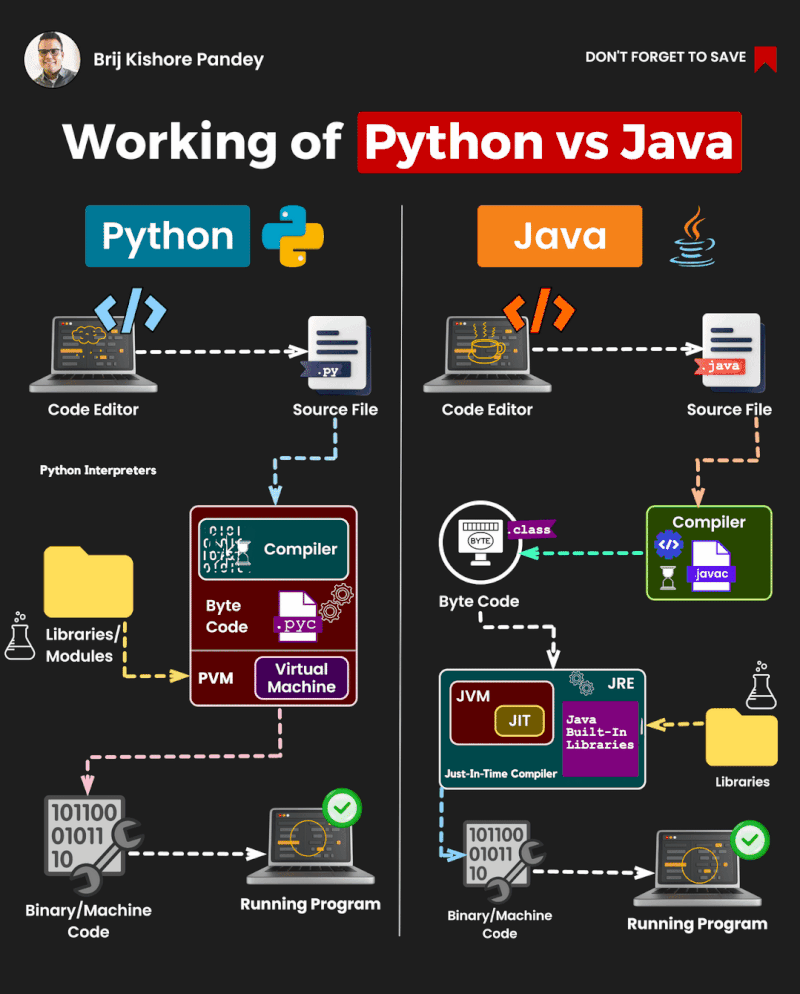 Brij Kishore Pandey
DON'T FORGET TO SAVE
Working of Python vs Java
Python
Code Editor
.py
Source File
Python Interpreters
Compiler
Byte
Code
.pyc
Libraries/
Modules
PVM
Virtual
Machine
101100
01011
10
Binary/Machine
Code
Running Program
Java
Code Editor
.java
Source File
Compiler
.javac
.class
BYTE
Byte Code
JVM
JIT
JRE
Java
Built-In
Libraries
Just-In-Time Compiler
Libraries
101100
01011
10
Binary/Machine
Code
Running Program